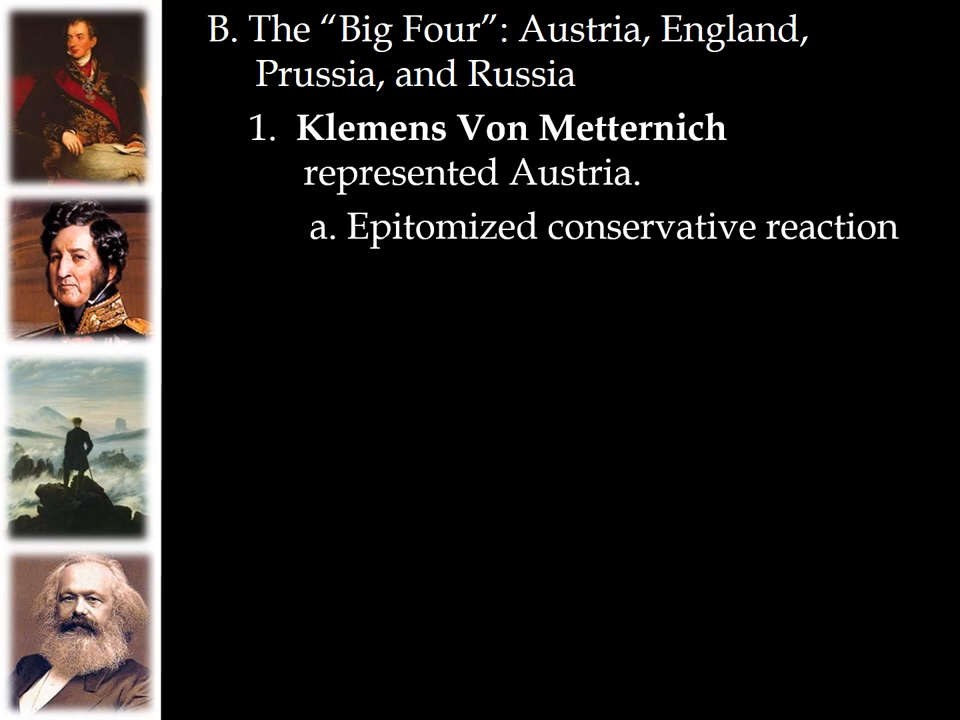 B. The “Big Four”: Austria, England,
Prussia, and Russia
1. Klemens Von Metternich
represented Austria.
a. Epitomized conservative reaction